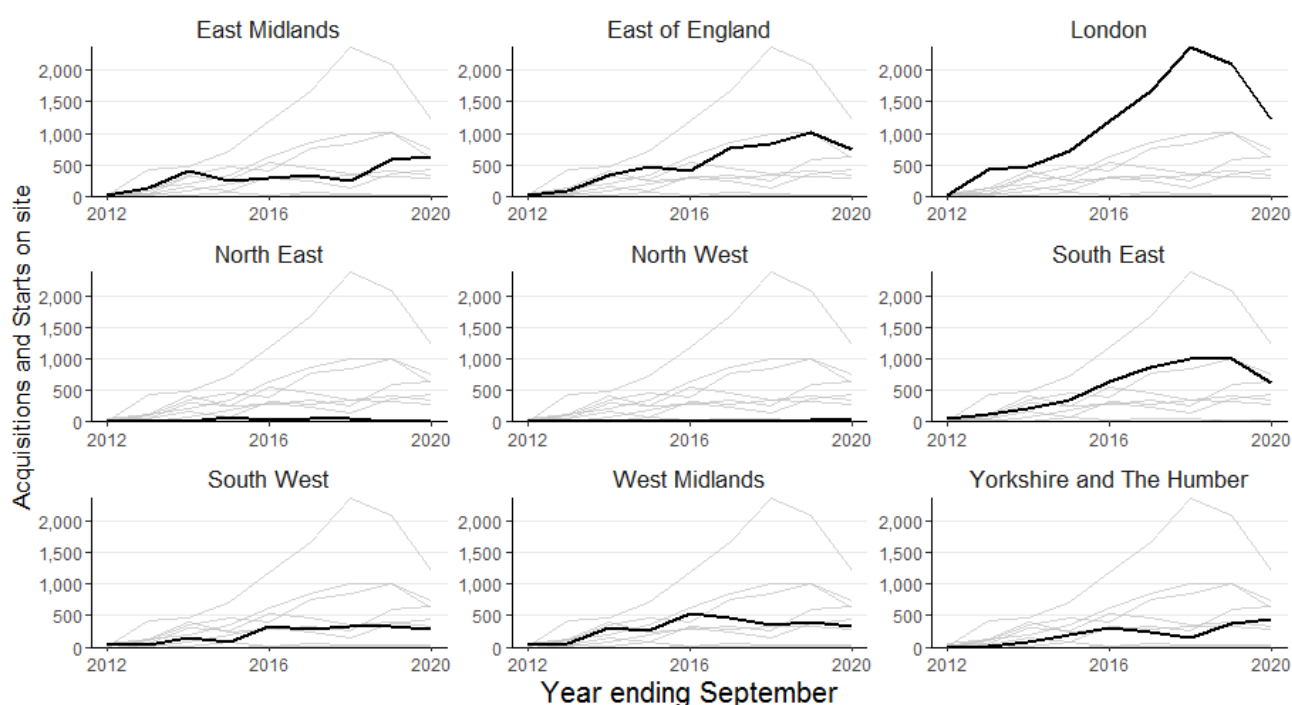 East Midlands East of England London
2,000 2,000 2,000
1,500 1,500 1,500
1,000 1,000 1,000
500 500 500
0 0 0
2012 2016 2020 2012 2016 2020 2012 2016 2020
North East North West South East
2,000 2,000 2,000
1,500 1,500 1,500
1,000 1,000 1,000
500 500 500
0 0 0
2012 2016 2020 2012 2016 2020 2012 2016 2020
South West West Midlands Yorkshire and The Humber
2,000 2,000 2,000
1,500 1,500 1,500
1,000 1,000 1,000
500 500 500
0 0 0
2012 2016 2020 2012 2016 2020 2012 2016 2020
Acquisitions and Starts on site
Year ending September